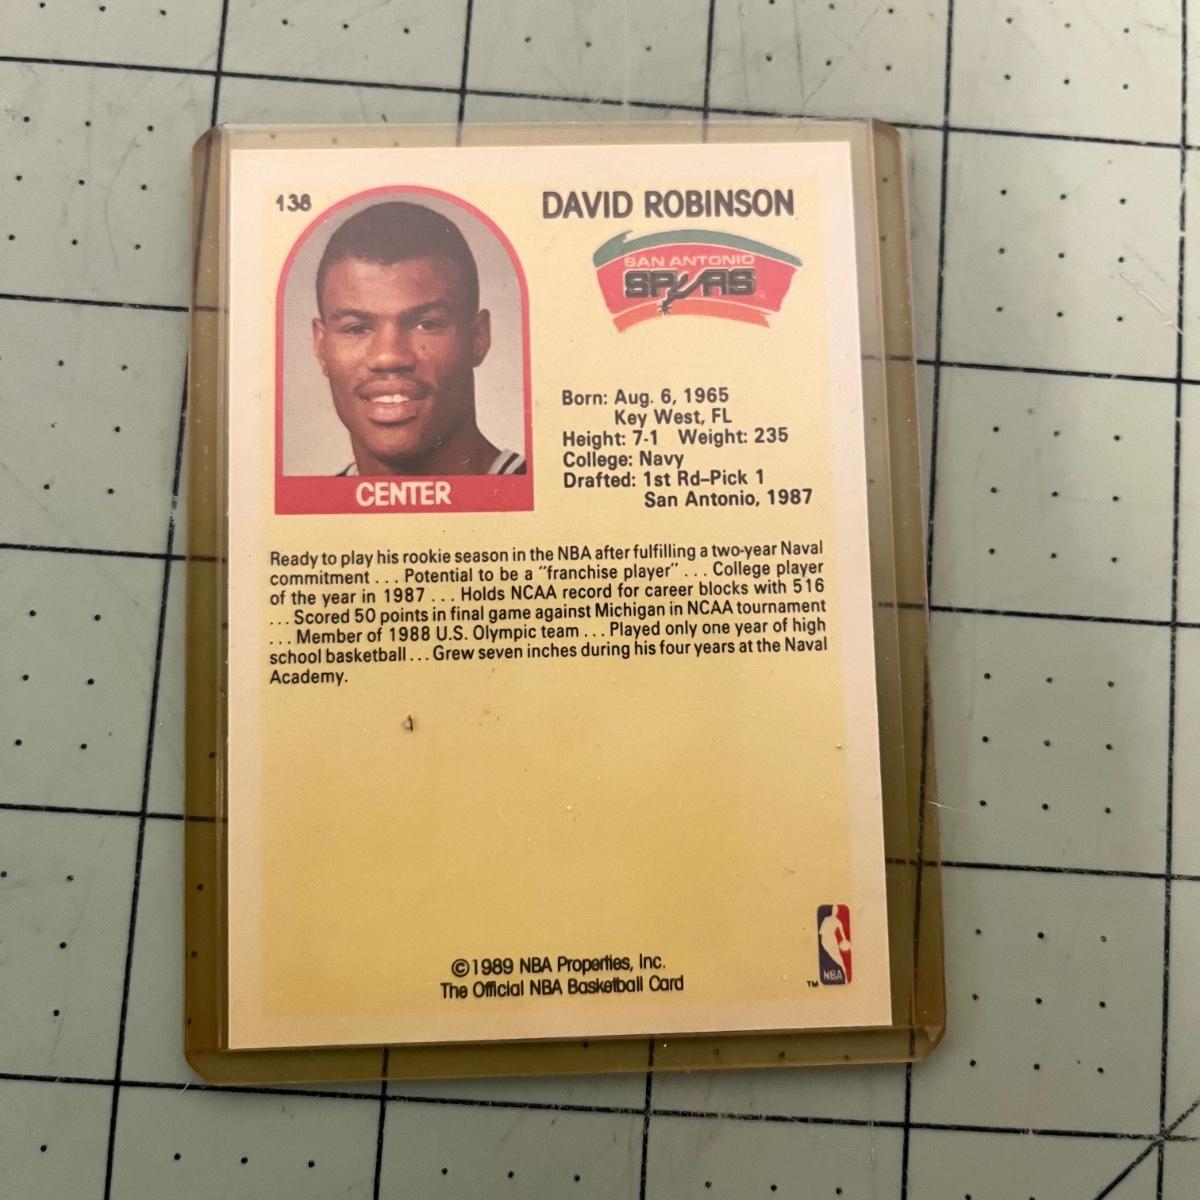 138
DAVID ROBINSON
SAN ANTONIO
SPURS
Born: Aug. 6, 1965
Key West, FL
Height: 7-1 Weight: 235
College: Navy
Drafted: 1st Rd–Pick 1
San Antonio, 1987
CENTER
Ready to play his rookie season in the NBA after fulfilling a two-year Naval
commitment . . . Potential to be a "franchise player" . . . College player
of the year in 1987 . . . Holds NCAA record for career blocks with 516
. . . Scored 50 points in final game against Michigan in NCAA tournament
. . . Member of 1988 U.S. Olympic team . . . Played only one year of high
school basketball . . . Grew seven inches during his four years at the Naval
Academy.
©1989 NBA Properties, Inc.
The Official NBA Basketball Card
NBA
TM